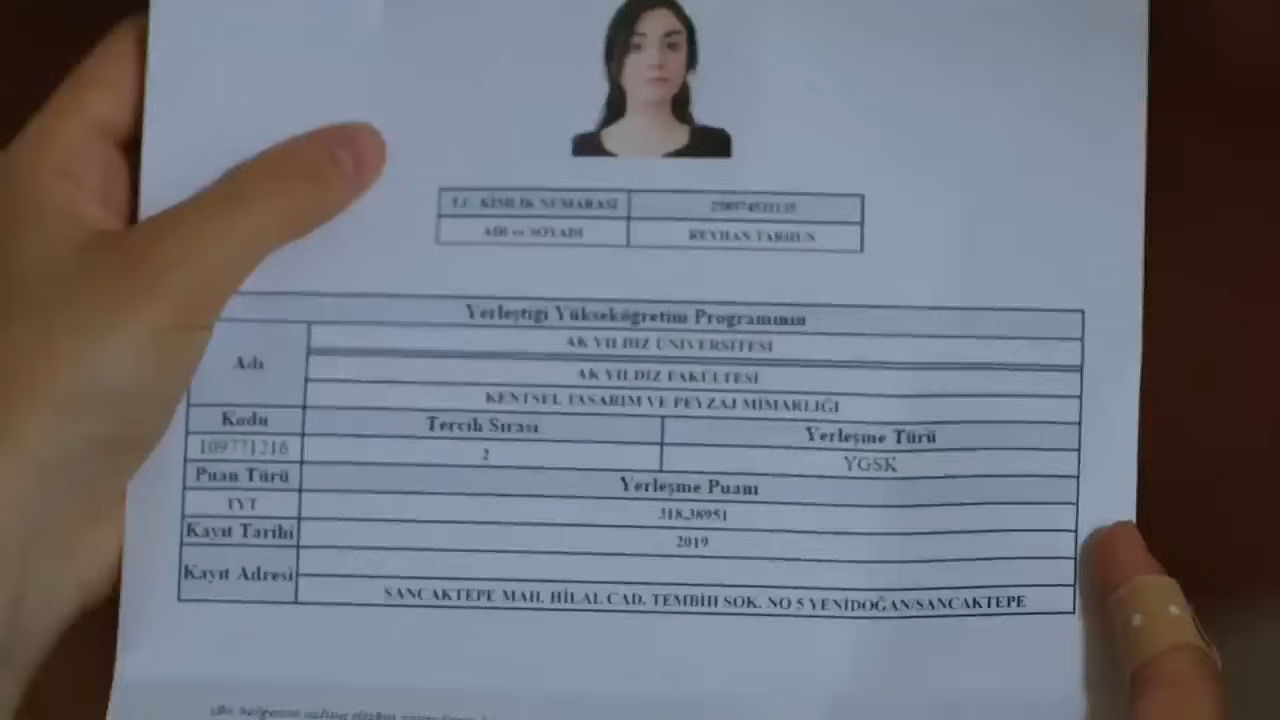 T.C. KİMLİK NUMARASI
ADI ve SOYADI REYHAN TARHUN
Yerleştigi Yükseköğretim Programının
Adı
AK YILDIZ ÜNİVERSİTESİ
AK YILDIZ FAKÜLTESİ
KENTSEL TASARIM VE PEYZAJ MİMARLIĞI
Kodu Tercih Sırası Yerleşme Türü
109771216 2 YGSK
Puan Türü Yerleşme Puanı
TYT 318,38951
Kayıt Tarihi 2019
Kayıt Adresi
SANCAKTEPE MAH. HİLAL CAD. TEMBİH SOK. NO 5 YENİDOĞAN/SANCAKTEPE